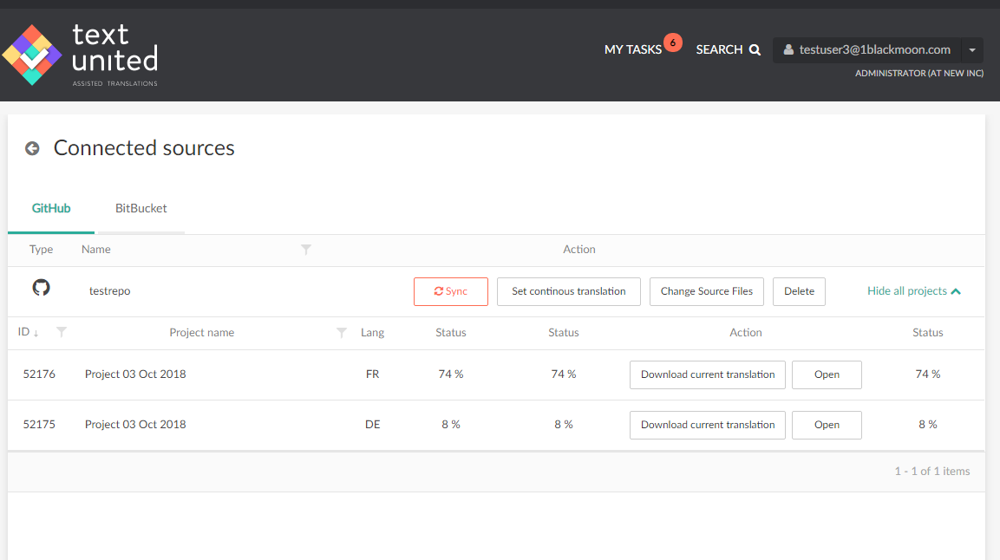 text
united
ASSISTED TRANSLATIONS
MY TASKS 6 SEARCH testuser3@1blackmoon.com
ADMINISTRATOR (AT NEW INC)
Connected sources
GitHub BitBucket
Type Name Action
testrepo Sync Set continous translation Change Source Files Delete Hide all projects
ID ↓ Project name Lang Status Status Action Status
52176 Project 03 Oct 2018 FR 74 % 74 % Download current translation Open 74 %
52175 Project 03 Oct 2018 DE 8 % 8 % Download current translation Open 8 %
1 - 1 of 1 items